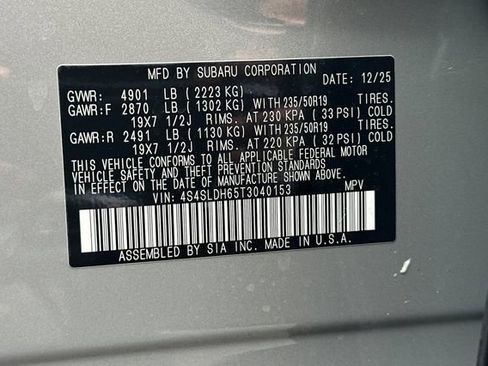 MFD BY SUBARU CORPORATION
DATE: 12/25
GVWR: 4901 LB (2223 KG)
GAWR:F 2870 LB (1302 KG) WITH 235/50R19 TIRES.
19X7 1/2J RIMS. AT 230 KPA (33 PSI) COLD
GAWR:R 2491 LB (1130 KG) WITH 235/50R19 TIRES.
19X7 1/2J RIMS. AT 220 KPA (32 PSI) COLD
THIS VEHICLE CONFORMS TO ALL APPLICABLE FEDERAL MOTOR
VEHICLE SAFETY, BUMPER, AND THEFT PREVENTION STANDARDS
IN EFFECT ON THE DATE OF MANUFACTURE SHOWN ABOVE.
VIN: 4S4SLDH65T3040153 MPV
ASSEMBLED BY SIA INC. MADE IN U.S.A.